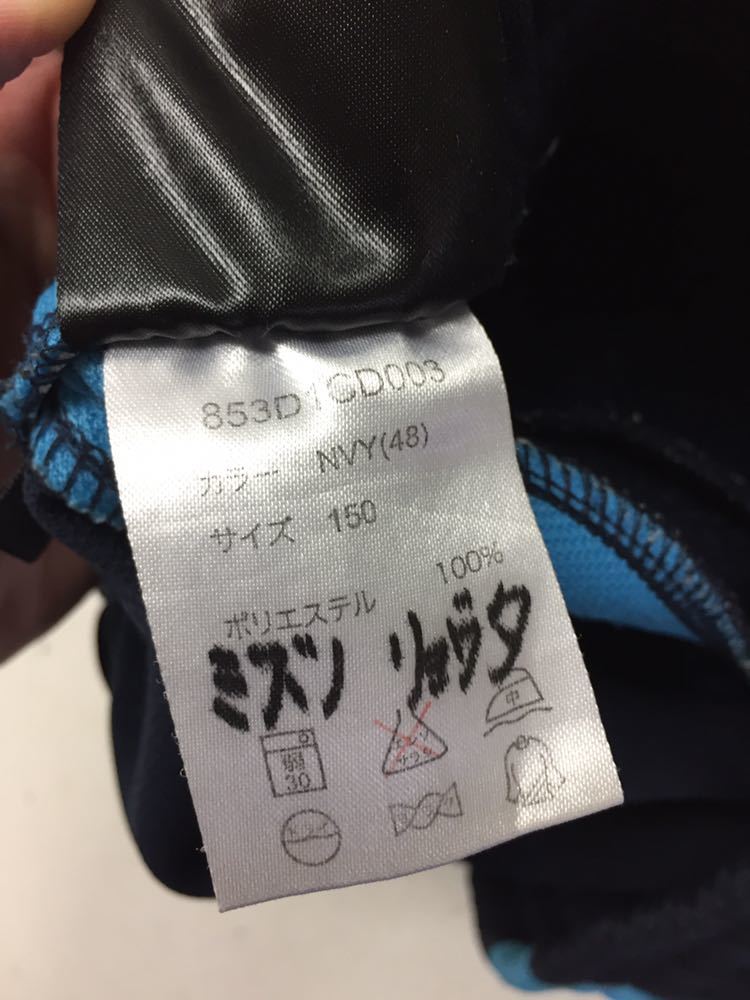 853D1CD003
カラー NVY(48)
サイズ 150
ポリエステル 100%
ミズノ リョウタ
弱 中
30